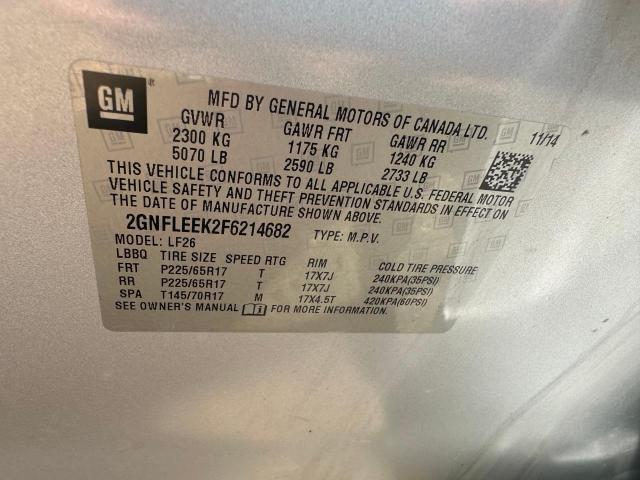 GM
MFD BY GENERAL MOTORS OF CANADA LTD.
GVWR GAWR FRT GAWR RR 11/14
2300 KG 1175 KG 1240 KG
5070 LB 2590 LB 2733 LB
THIS VEHICLE CONFORMS TO ALL APPLICABLE U.S. FEDERAL MOTOR
VEHICLE SAFETY AND THEFT PREVENTION STANDARDS IN EFFECT ON
THE DATE OF MANUFACTURE SHOWN ABOVE.
2GNFLEEK2F6214682 TYPE: M.P.V.
MODEL: LF26
LBBQ TIRE SIZE SPEED RTG RIM COLD TIRE PRESSURE
FRT P225/65R17 T 17X7J 240KPA(35PSI)
RR P225/65R17 T 17X7J 240KPA(35PSI)
SPA T145/70R17 M 17X4.5T 420KPA(60PSI)
SEE OWNER'S MANUAL FOR MORE INFORMATION.